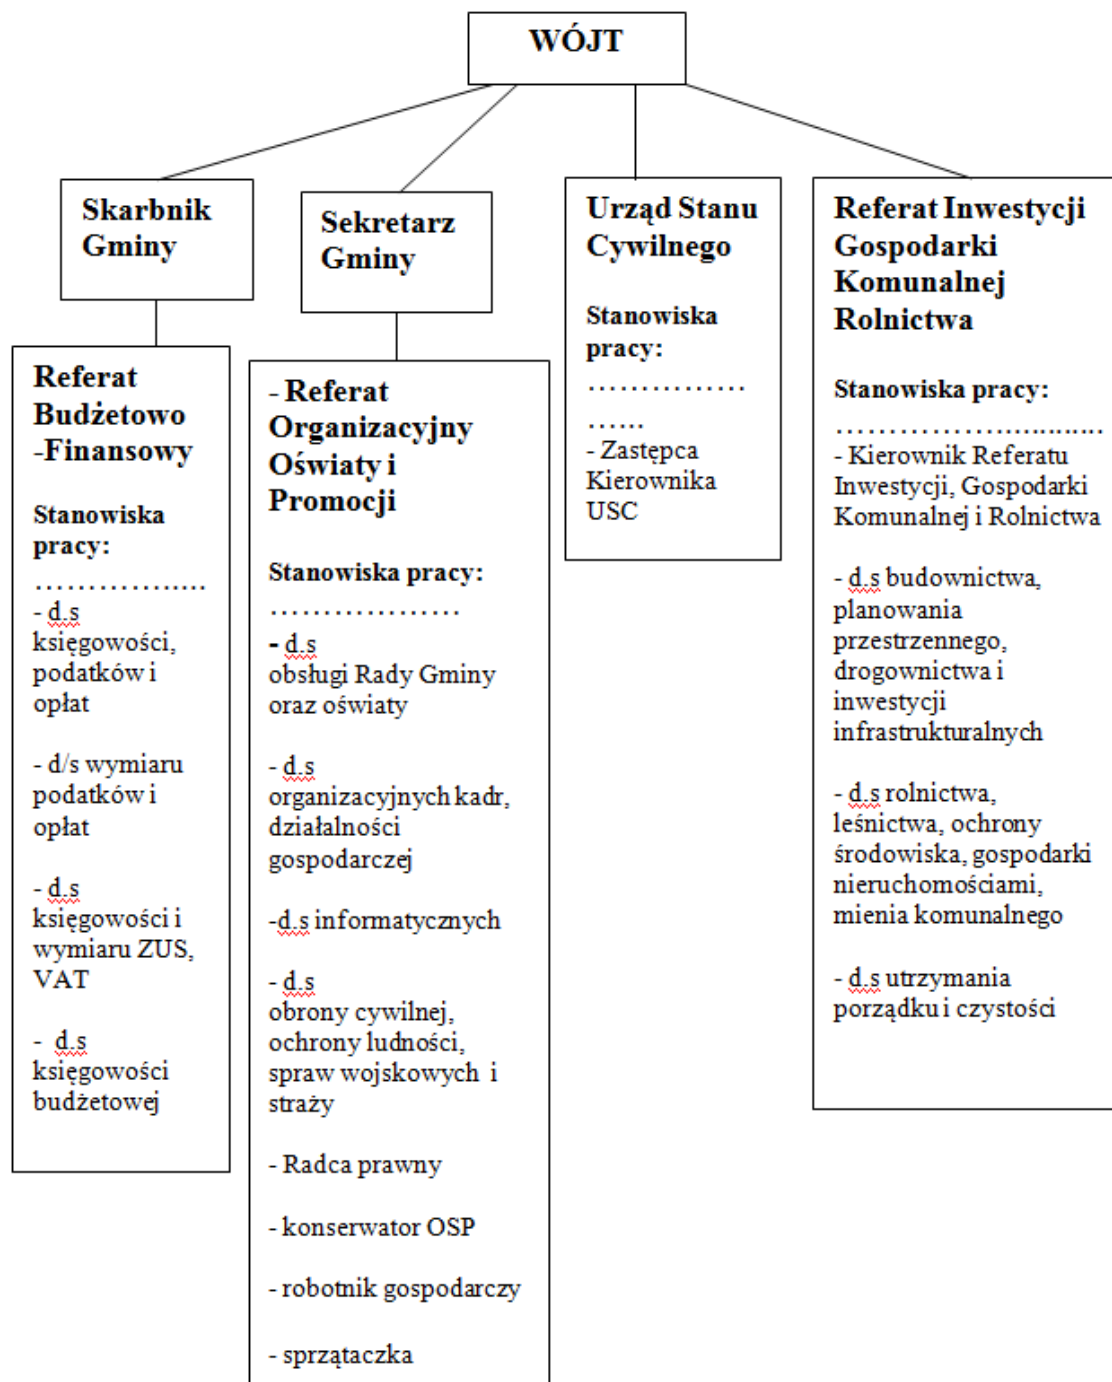 WÓJT
Skarbnik
Gminy
Referat
Budżetowo
-Finansowy
Stanowiska
pracy:
……………....
- d.s
księgowości,
podatków i
opłat
- d/s wymiaru
podatków i
opłat
- d.s
księgowości i
wymiaru ZUS,
VAT
- d.s
księgowości
budżetowej
Sekretarz
Gminy
- Referat
Organizacyjny
Oświaty i
Promocji
Stanowiska pracy:
………………
- d.s
obsługi Rady Gminy
oraz oświaty
- d.s
organizacyjnych kadr,
działalności
gospodarczej
-d.s informatycznych
- d.s
obrony cywilnej,
ochrony ludności,
spraw wojskowych i
straży
- Radca prawny
- konserwator OSP
- robotnik gospodarczy
- sprzątaczka
Urząd Stanu
Cywilnego
Stanowiska
pracy:
……………
……
- Zastępca
Kierownika
USC
Referat Inwestycji
Gospodarki
Komunalnej
Rolnictwa
Stanowiska pracy:
……………............
- Kierownik Referatu
Inwestycji, Gospodarki
Komunalnej i Rolnictwa
- d.s budownictwa,
planowania
przestrzennego,
drogownictwa i
inwestycji
infrastrukturalnych
- d.s rolnictwa,
leśnictwa, ochrony
środowiska, gospodarki
nieruchomościami,
mienia komunalnego
- d.s utrzymania
porządku i czystości